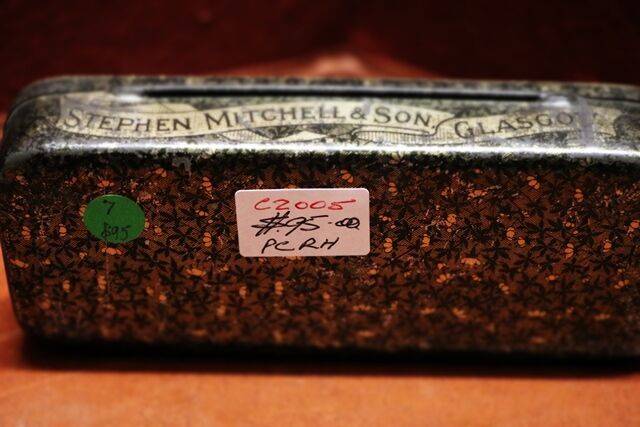 STEPHEN MITCHELL & SON, GLASGO
7
$95
C2005
$95-00
PCRH